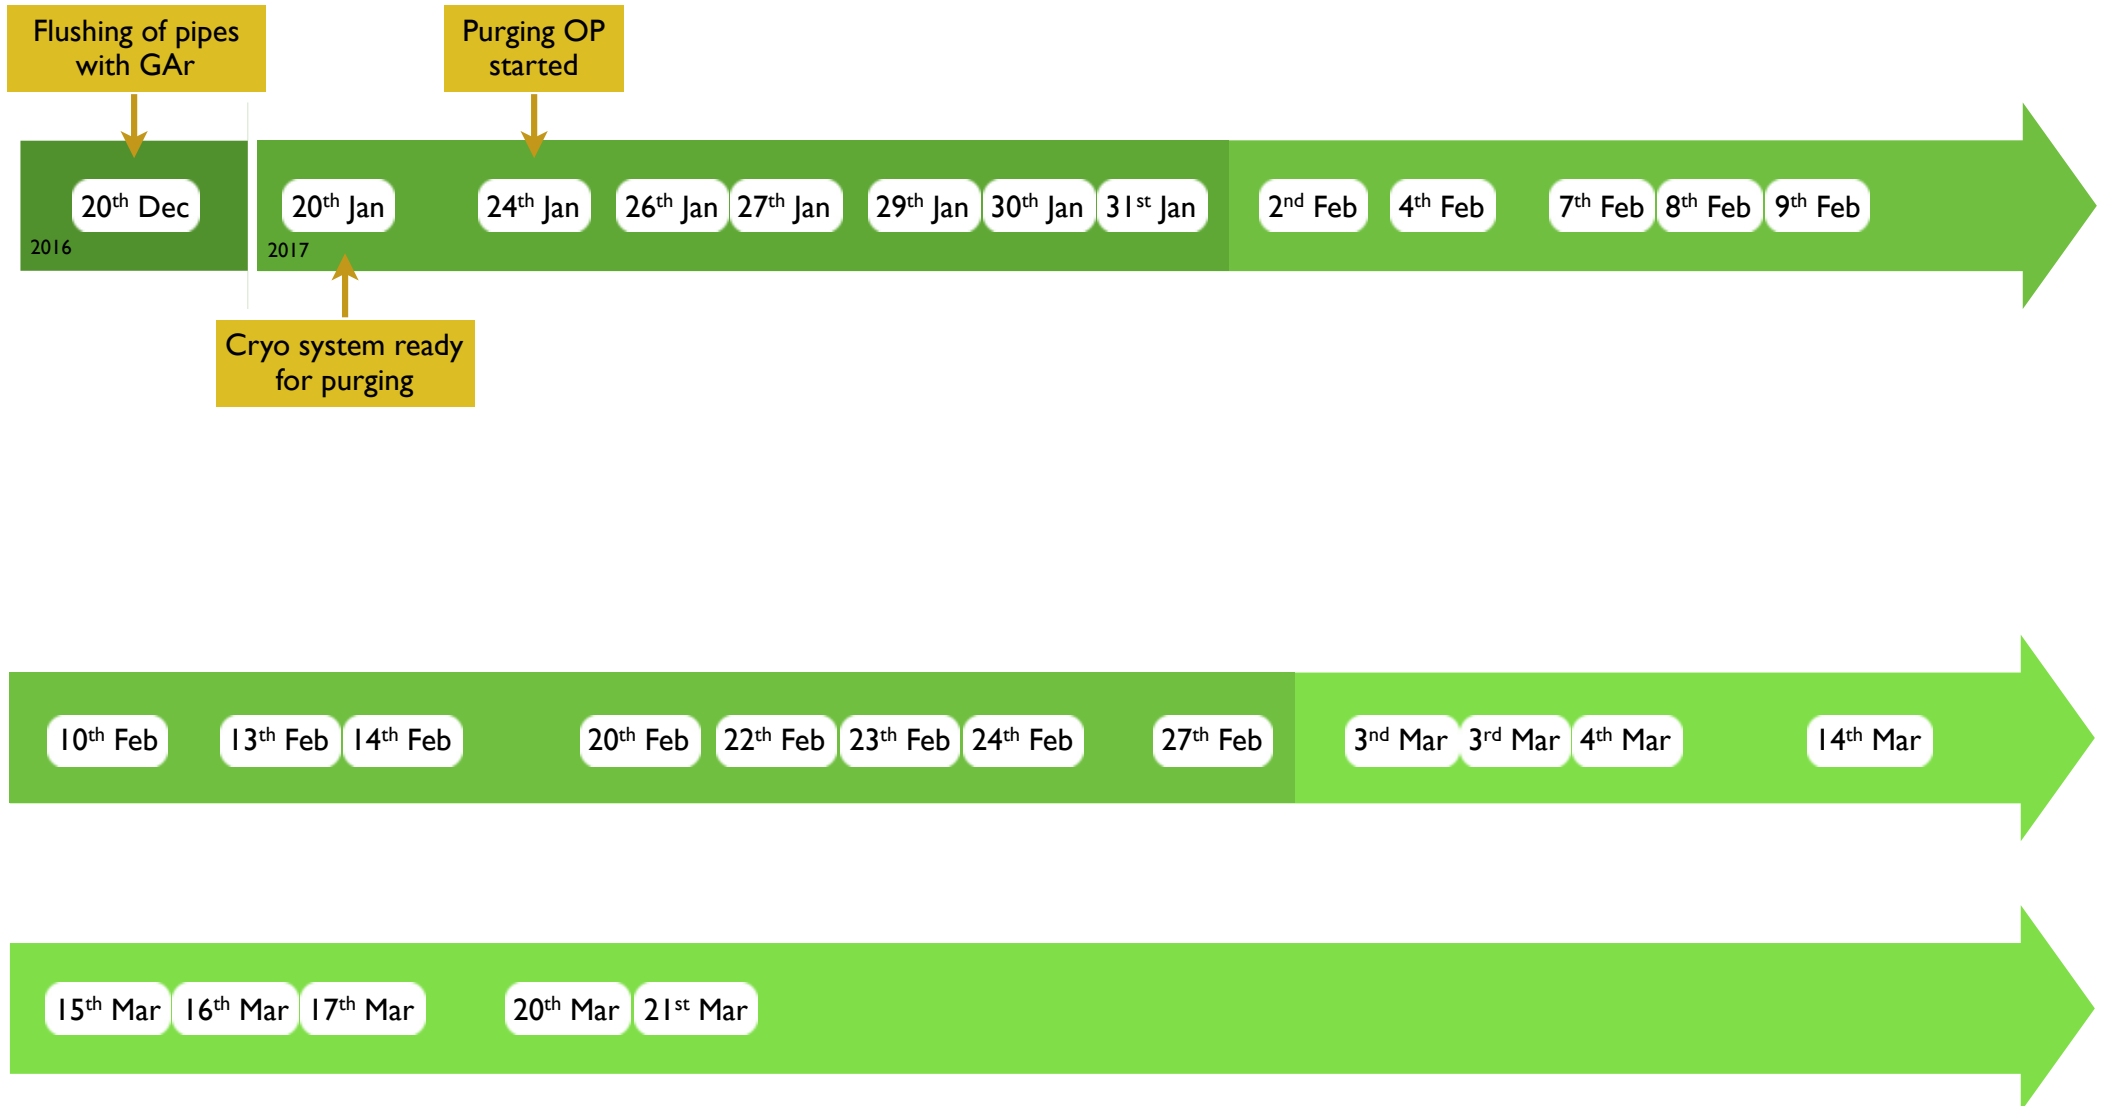 Flushing of pipes
with GAr
Purging OP
started
20th Dec
20th Jan
24th Jan
26th Jan
27th Jan
29th Jan
30th Jan
31st Jan
2nd Feb
4th Feb
7th Feb
8th Feb
9th Feb
2016
2017
Cryo system ready
for purging
10th Feb
13th Feb
14th Feb
20th Feb
22th Feb
23th Feb
24th Feb
27th Feb
3nd Mar
3rd Mar
4th Mar
14th Mar
15th Mar
16th Mar
17th Mar
20th Mar
21st Mar